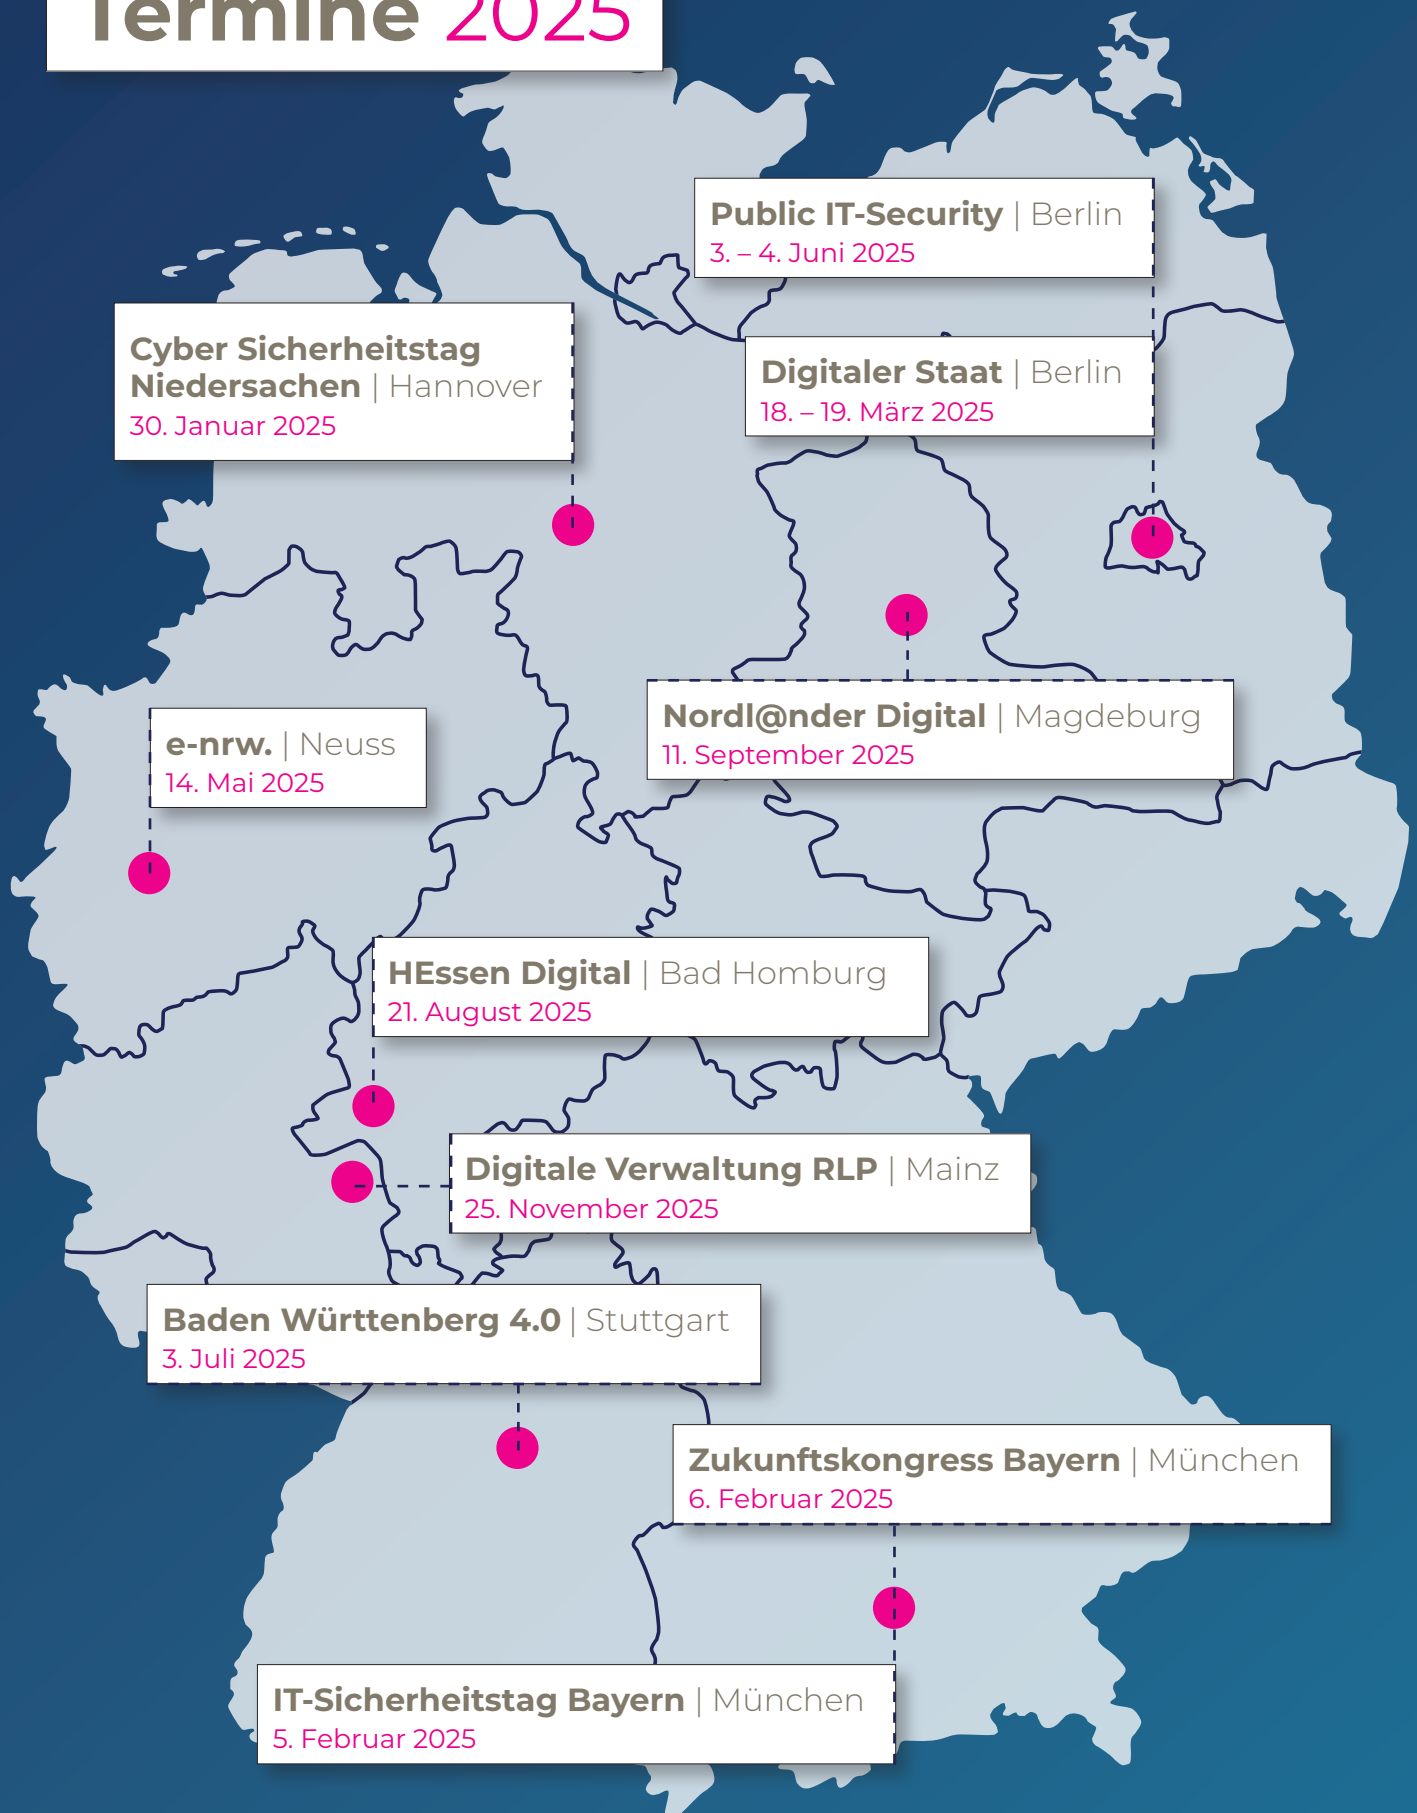 Termine 2025
Public IT-Security | Berlin
3. – 4. Juni 2025
Cyber Sicherheitstag
Niedersachen | Hannover
30. Januar 2025
Digitaler Staat | Berlin
18. – 19. März 2025
Nordl@nder Digital | Magdeburg
11. September 2025
e-nrw. | Neuss
14. Mai 2025
HEssen Digital | Bad Homburg
21. August 2025
Digitale Verwaltung RLP | Mainz
25. November 2025
Baden Württenberg 4.0 | Stuttgart
3. Juli 2025
Zukunftskongress Bayern | München
6. Februar 2025
IT-Sicherheitstag Bayern | München
5. Februar 2025